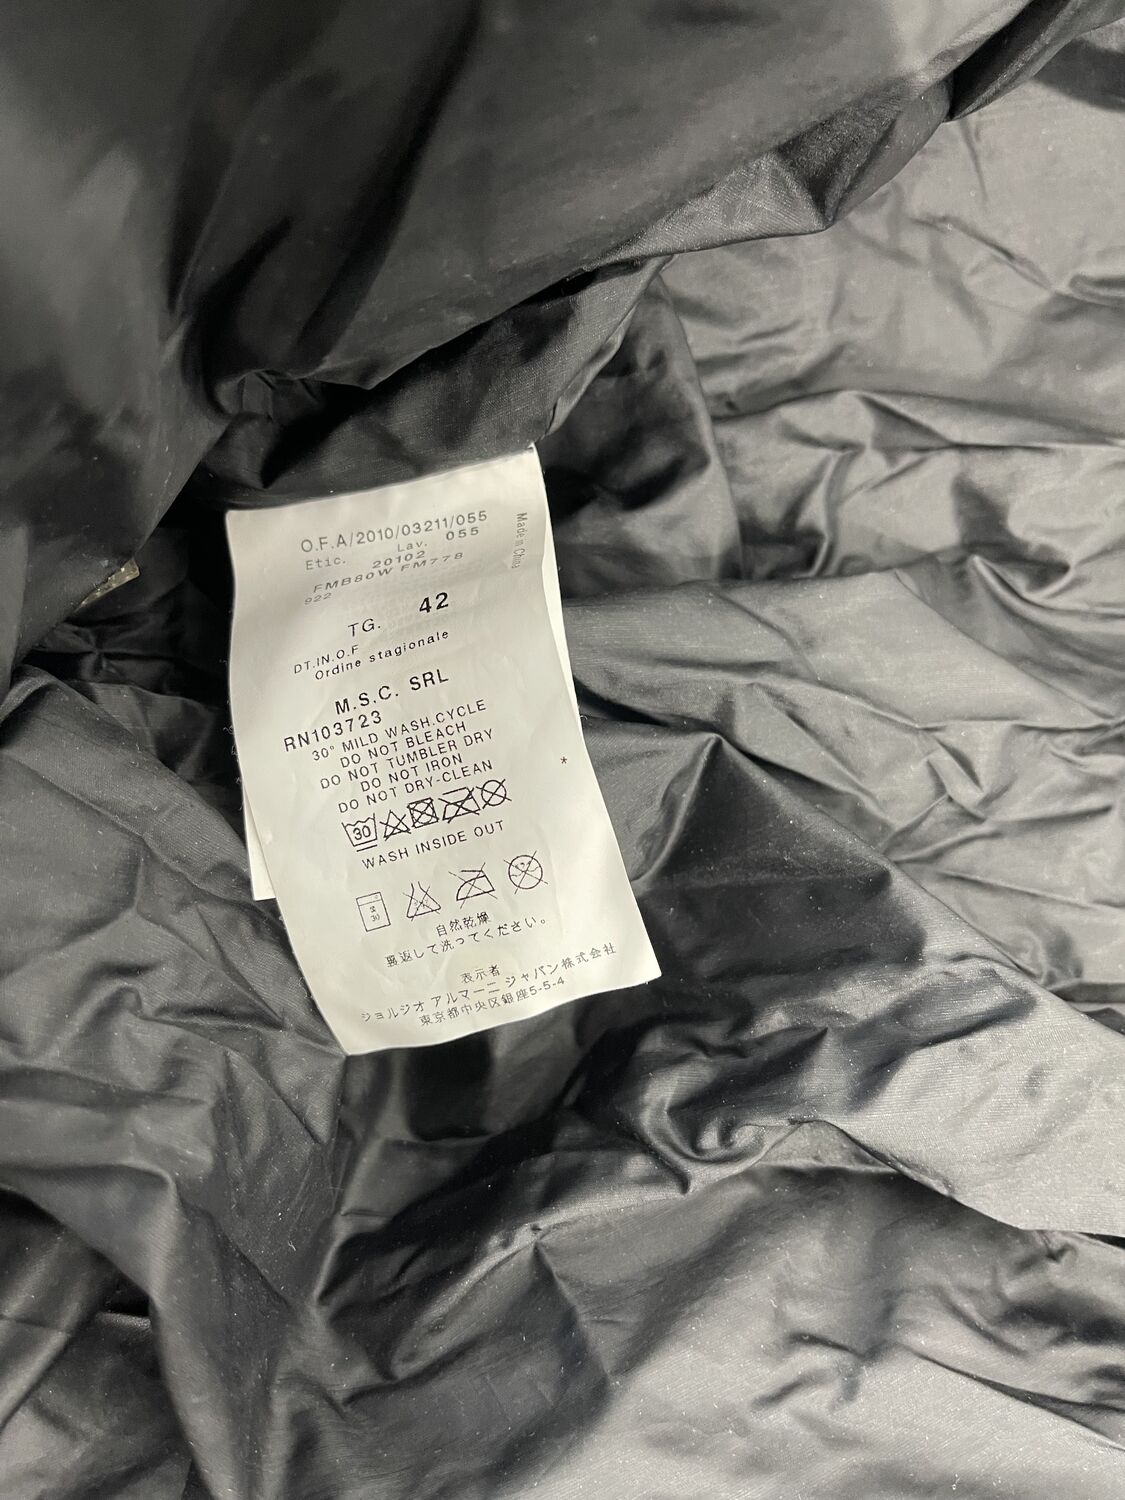 O.F.A/2010/03211/055
Lav. 055
Etic. 20102
FMB80W FM778
922
TG. 42
DT.IN.O.F
Ordine stagionale
M.S.C. SRL
RN103723
30° MILD WASH.CYCLE
DO NOT BLEACH
DO NOT TUMBLER DRY
DO NOT IRON
DO NOT DRY-CLEAN
30
WASH INSIDE OUT
30
自然乾燥
裏返して洗ってください。
表示者
ジョルジオ アルマーニ ジャパン株式会社
東京都中央区銀座5-5-4
Made in China
*